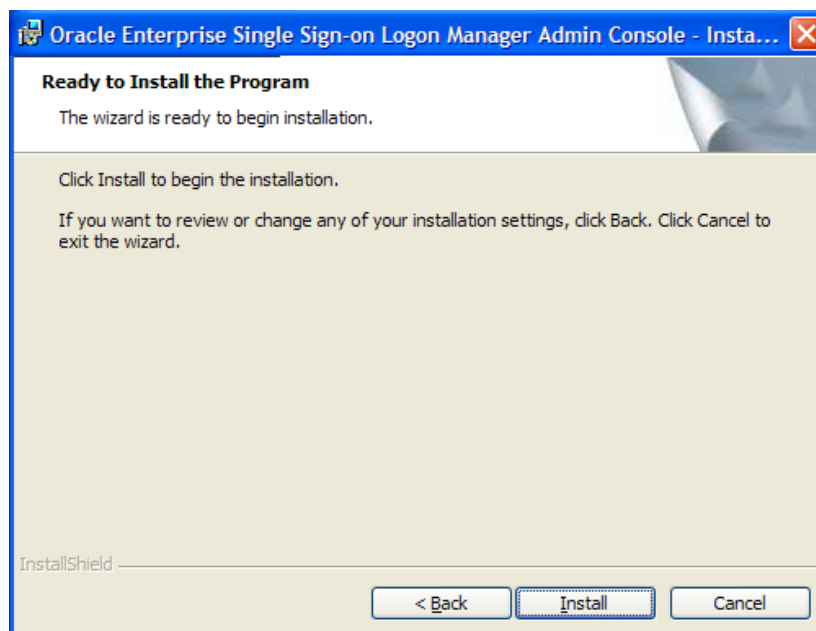 Oracle Enterprise Single Sign-on Logon Manager Admin Console - Insta...
Ready to Install the Program
The wizard is ready to begin installation.
Click Install to begin the installation.
If you want to review or change any of your installation settings, click Back. Click Cancel to
exit the wizard.
InstallShield
< Back
Install
Cancel